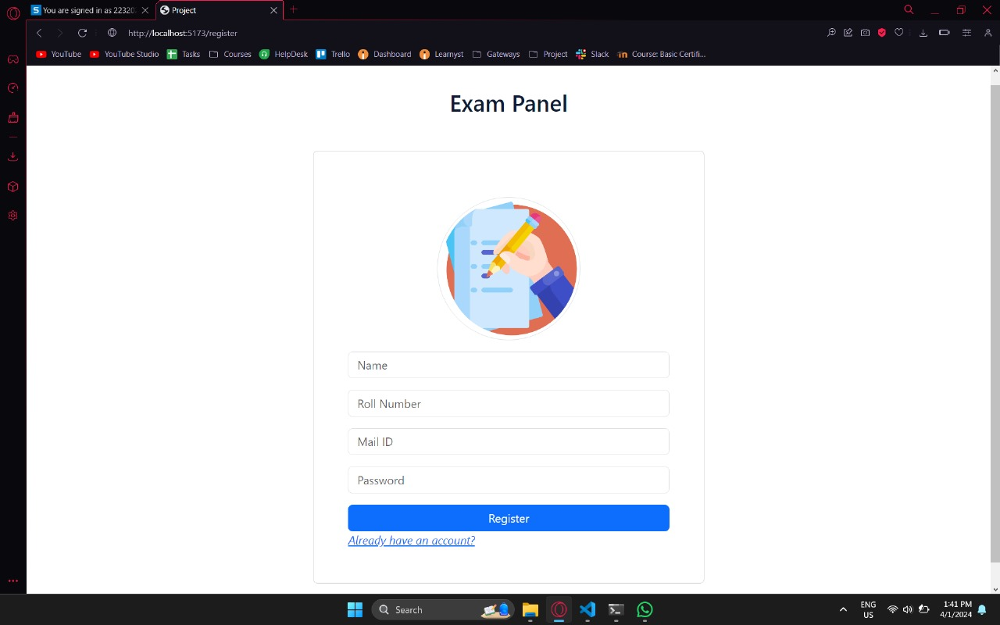 You are signed in as 22320
Project
http://localhost:5173/register
YouTube YouTube Studio Tasks Courses HelpDesk Trello Dashboard Learnyst Gateways Project Slack Course: Basic Certifi...
Exam Panel
Name
Roll Number
Mail ID
Password
Register
Already have an account?
Search
ENG
US
1:41 PM
4/1/2024